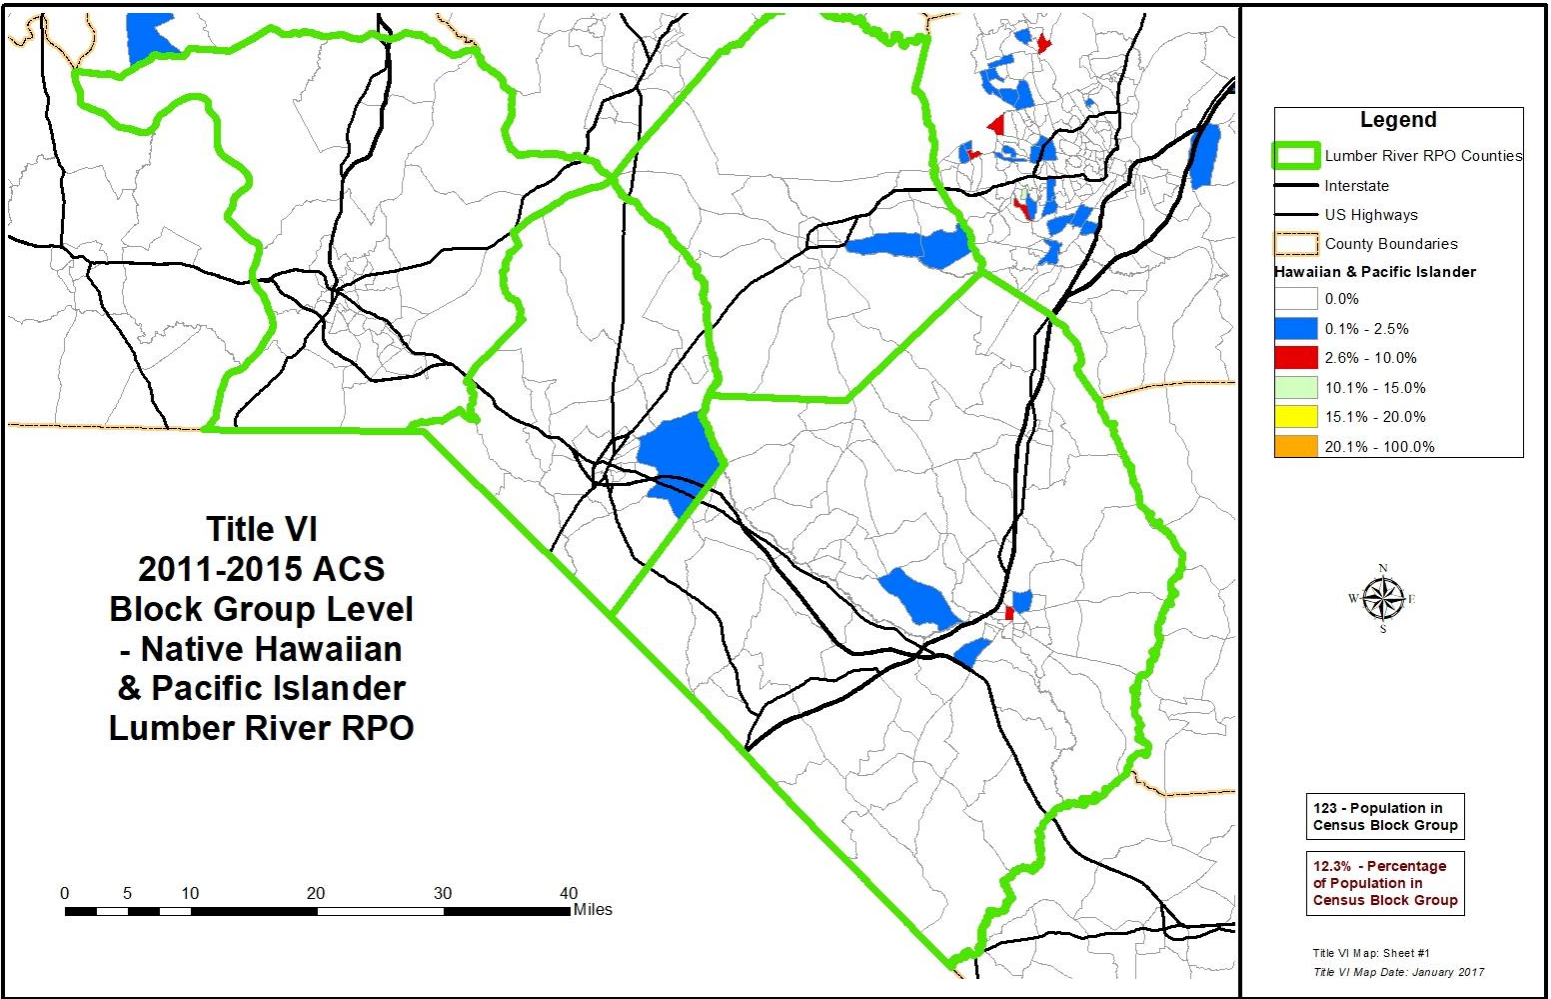 Title VI
2011-2015 ACS
Block Group Level
- Native Hawaiian
& Pacific Islander
Lumber River RPO
0 5 10 20 30 40
Miles
Legend
Lumber River RPO Counties
Interstate
US Highways
County Boundaries
Hawaiian & Pacific Islander
0.0%
0.1% - 2.5%
2.6% - 10.0%
10.1% - 15.0%
15.1% - 20.0%
20.1% - 100.0%
N
W E
S
123 - Population in
Census Block Group
12.3% - Percentage
of Population in
Census Block Group
Title VI Map: Sheet #1
Title VI Map Date: January 2017